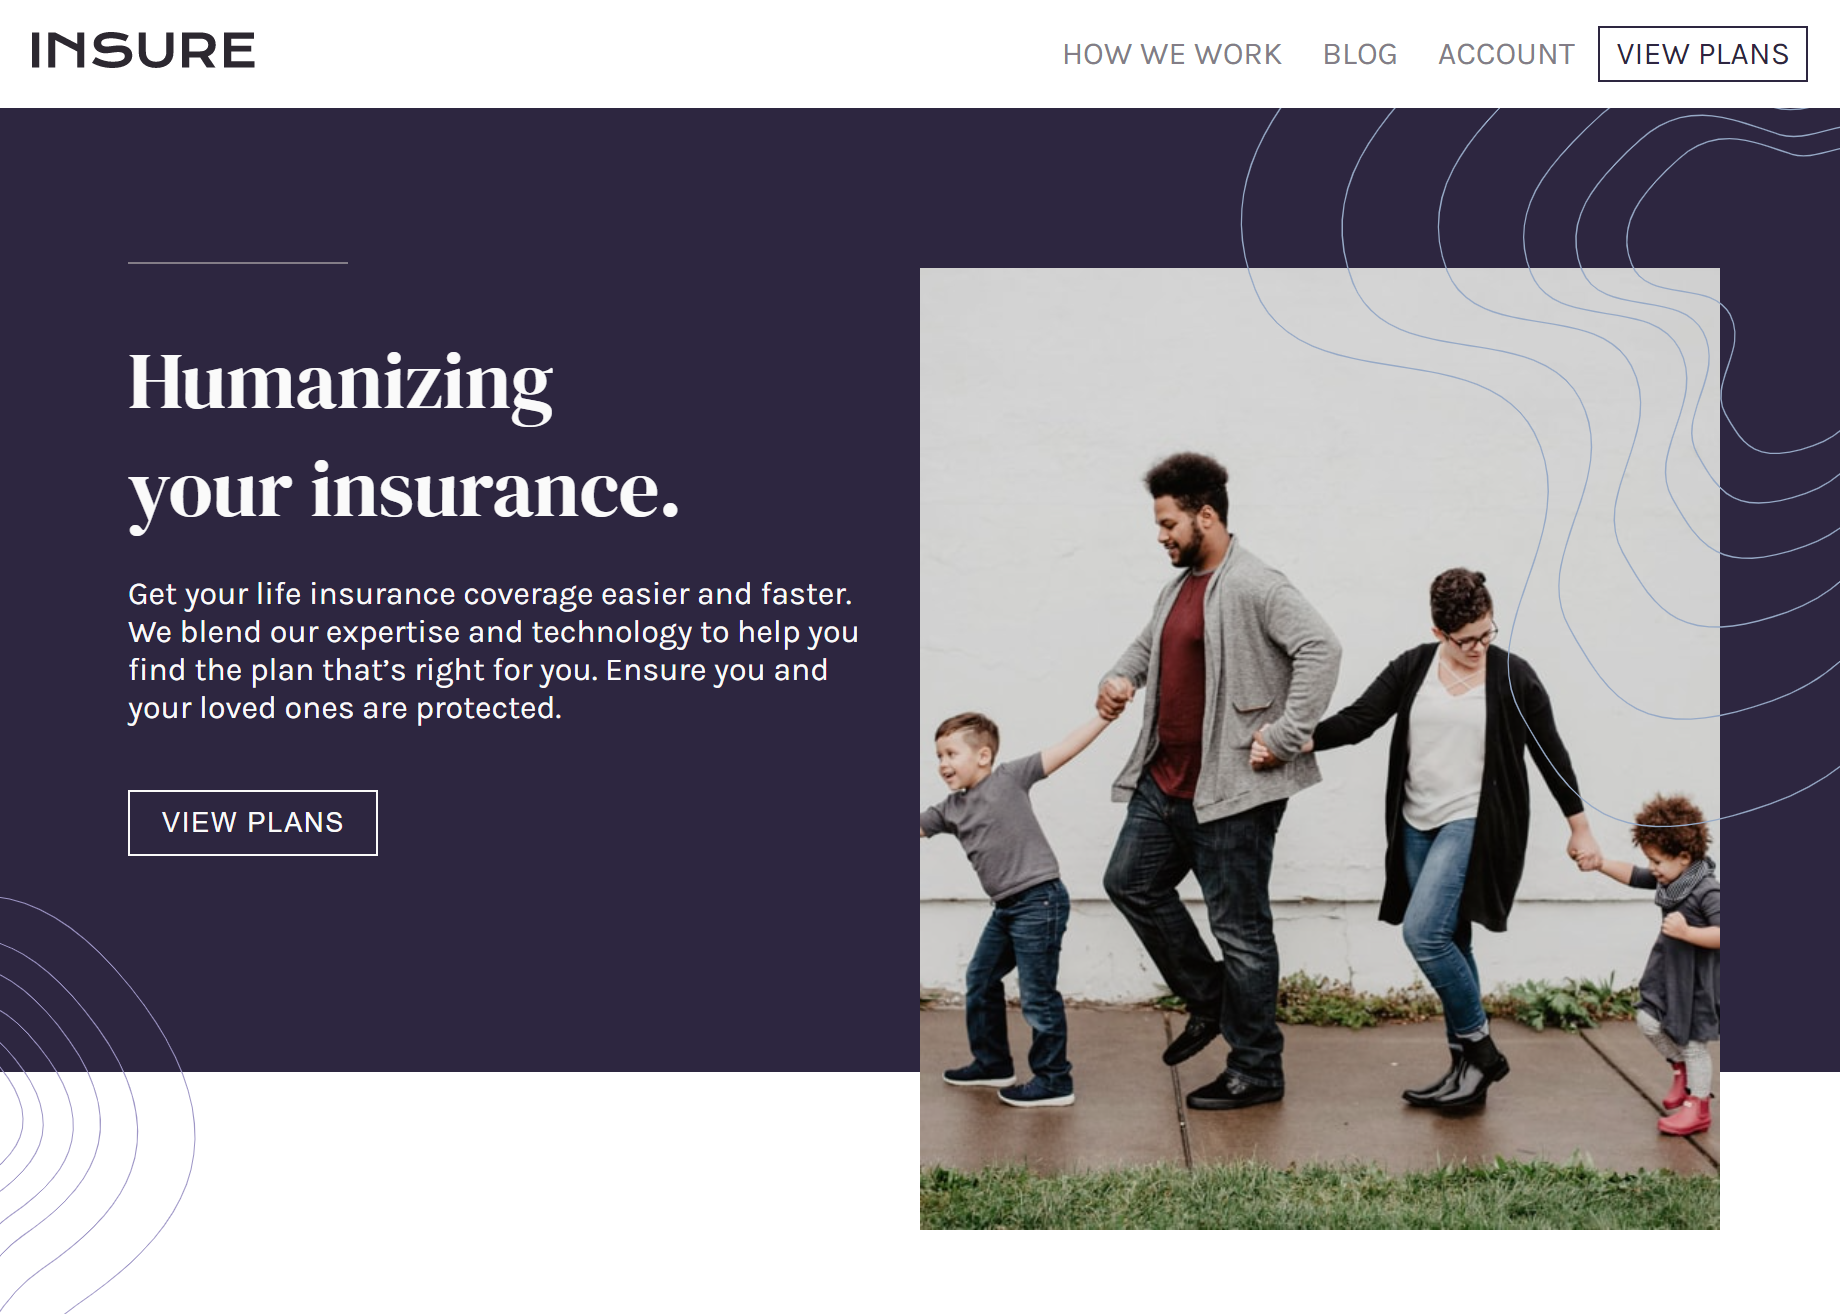 INSURE
HOW WE WORK BLOG ACCOUNT VIEW PLANS
Humanizing
your insurance.
Get your life insurance coverage easier and faster.
We blend our expertise and technology to help you
find the plan that’s right for you. Ensure you and
your loved ones are protected.
VIEW PLANS